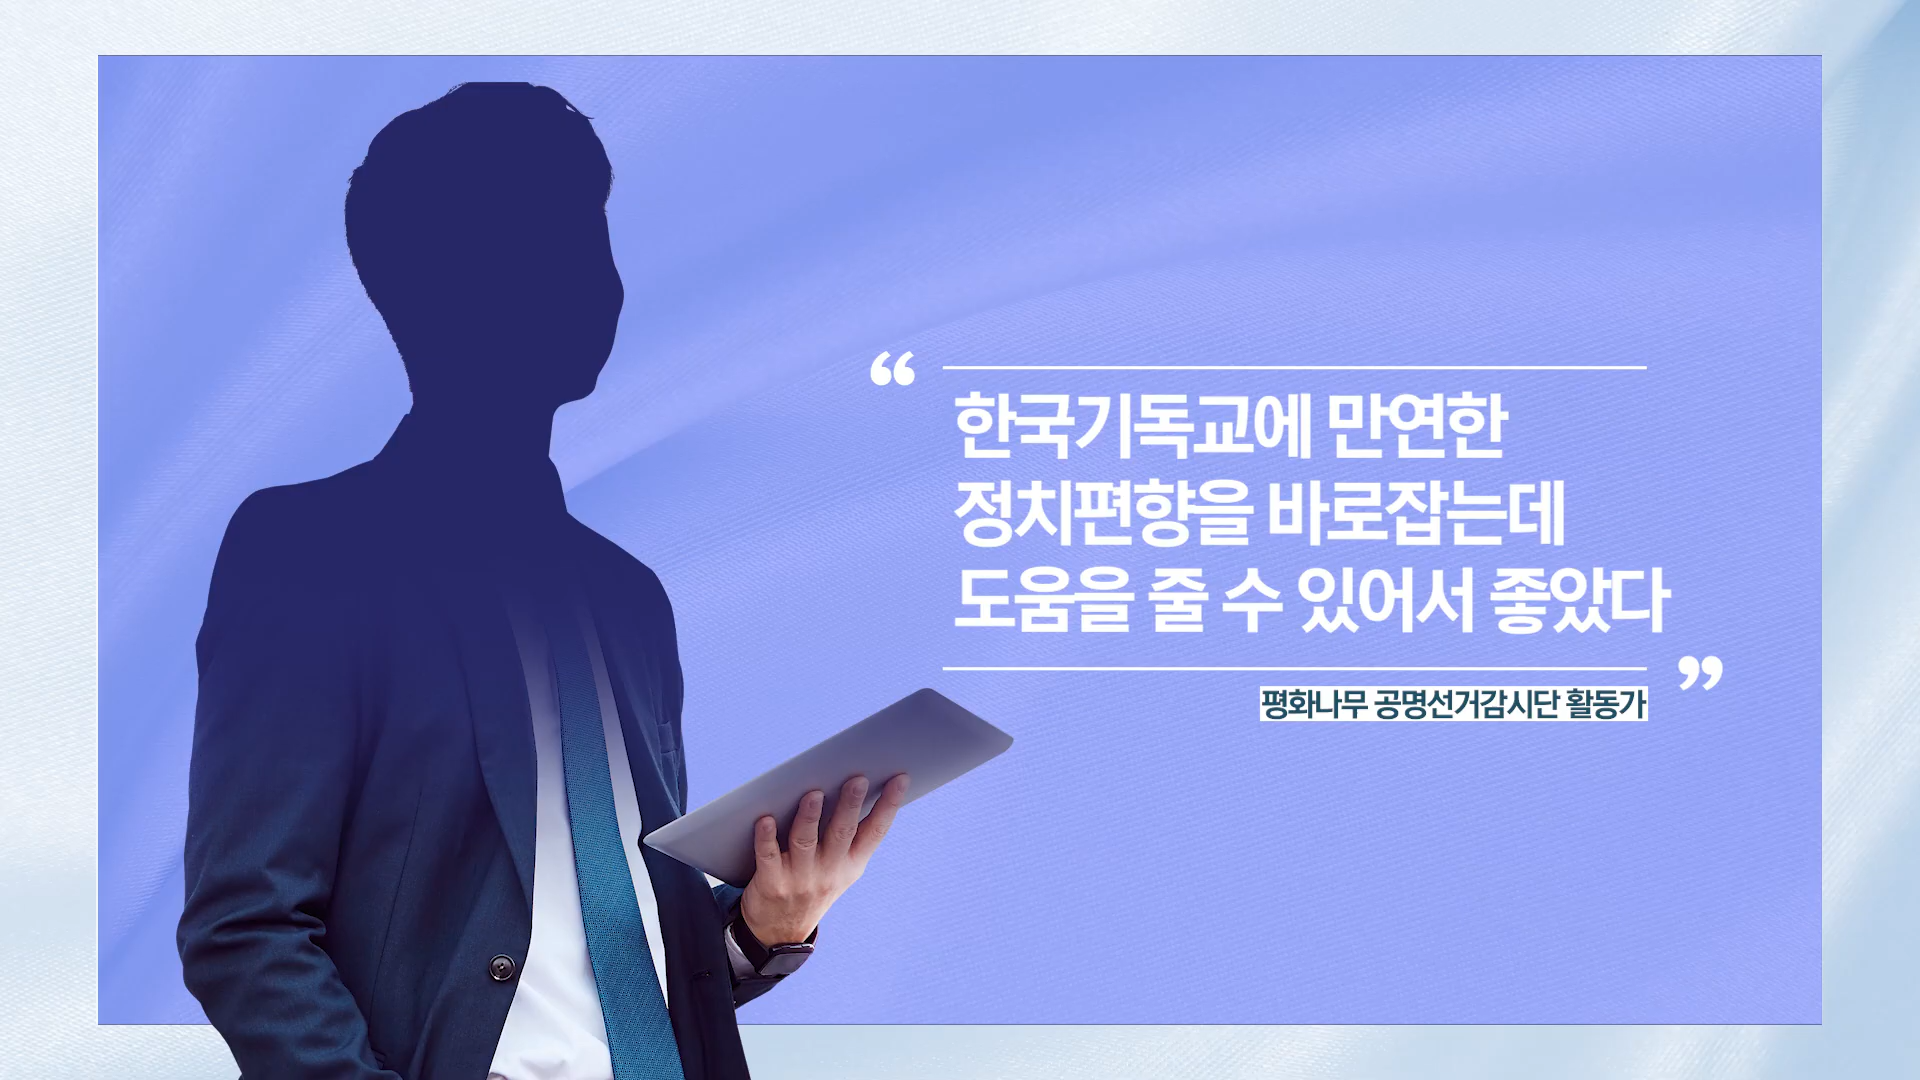 “
한국기독교에 만연한
정치편향을 바로잡는데
도움을 줄 수 있어서 좋았다
”
평화나무 공명선거감시단 활동가